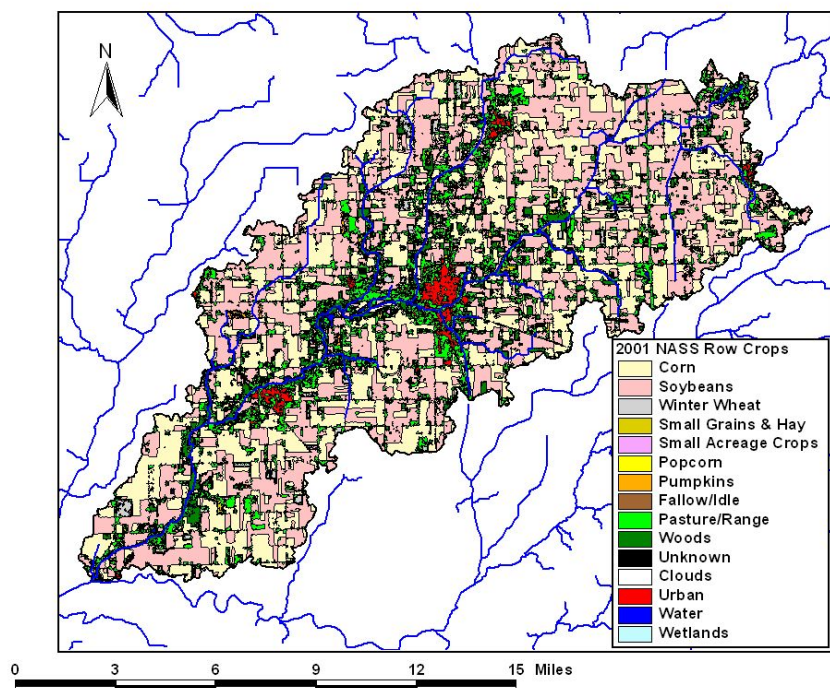 N
2001 NASS Row Crops
Corn
Soybeans
Winter Wheat
Small Grains & Hay
Small Acreage Crops
Popcorn
Pumpkins
Fallow/Idle
Pasture/Range
Woods
Unknown
Clouds
Urban
Water
Wetlands
0 3 6 9 12 15 Miles